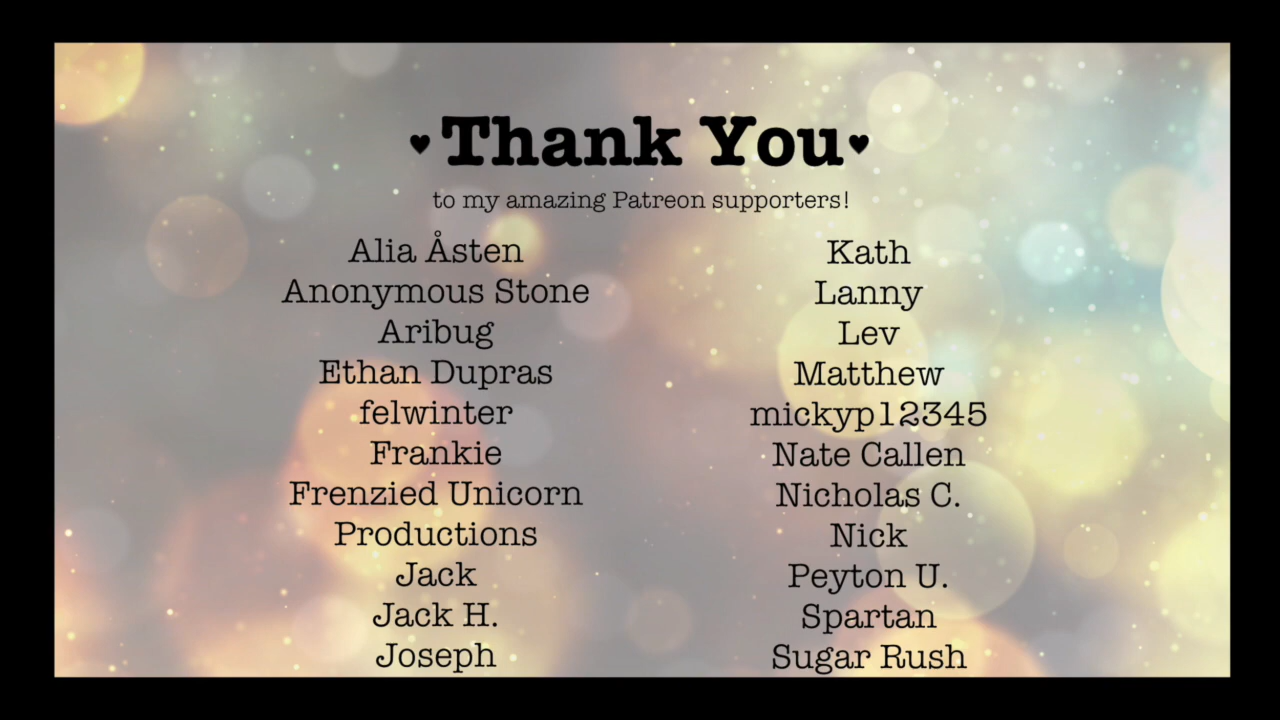 ♥Thank You♥
to my amazing Patreon supporters!
Alia Åsten
Anonymous Stone
Aribug
Ethan Dupras
felwinter
Frankie
Frenzied Unicorn
Productions
Jack
Jack H.
Joseph
Kath
Lanny
Lev
Matthew
mickyp12345
Nate Callen
Nicholas C.
Nick
Peyton U.
Spartan
Sugar Rush